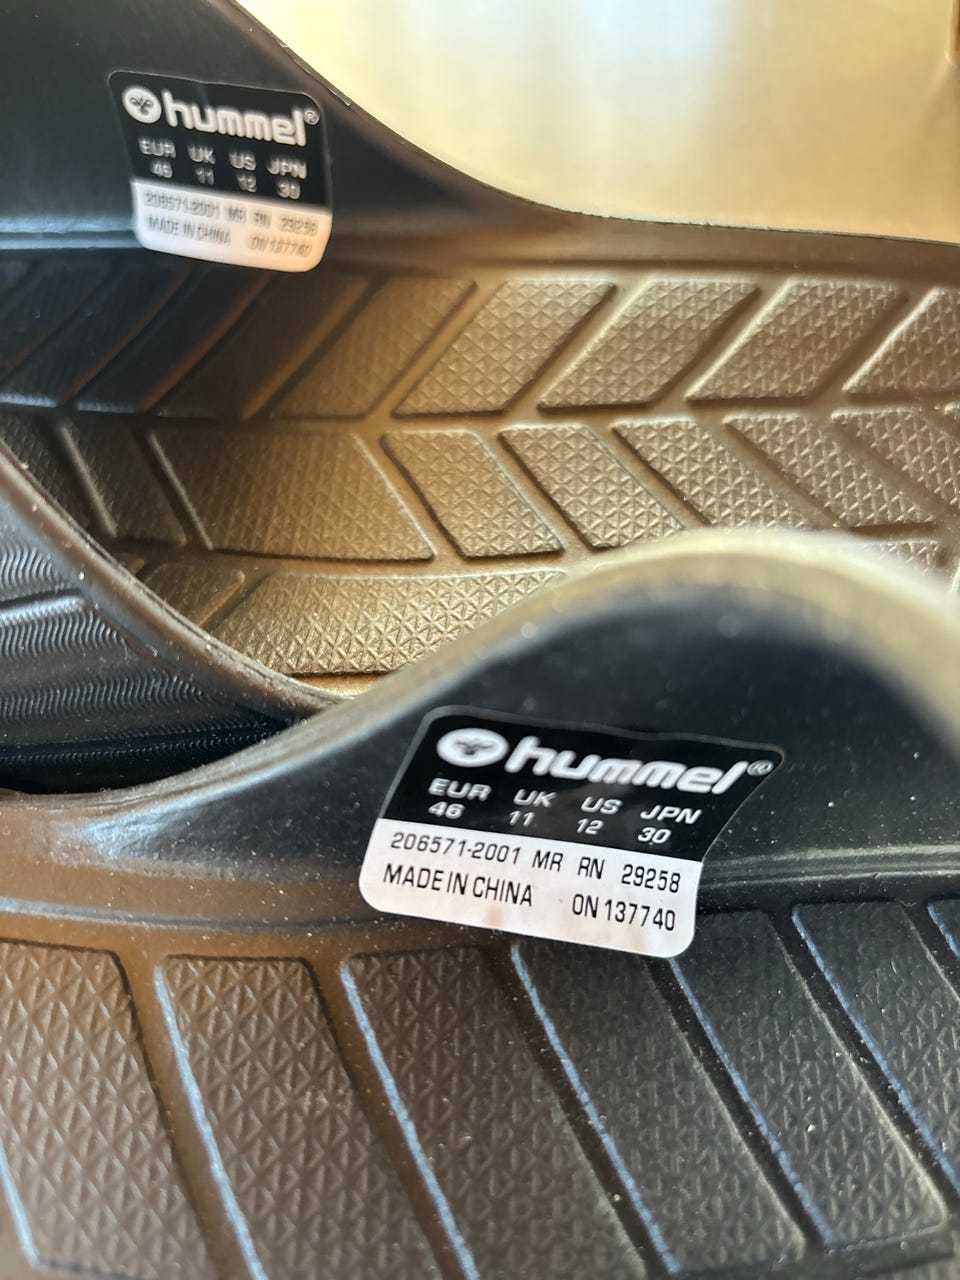 hummel®
EUR UK US JPN
46 11 12 30
206571-2001 MR RN 29258
MADE IN CHINA ON 137740
hummel®
EUR UK US JPN
46 11 12 30
206571-2001 MR RN 29258
MADE IN CHINA ON 137740